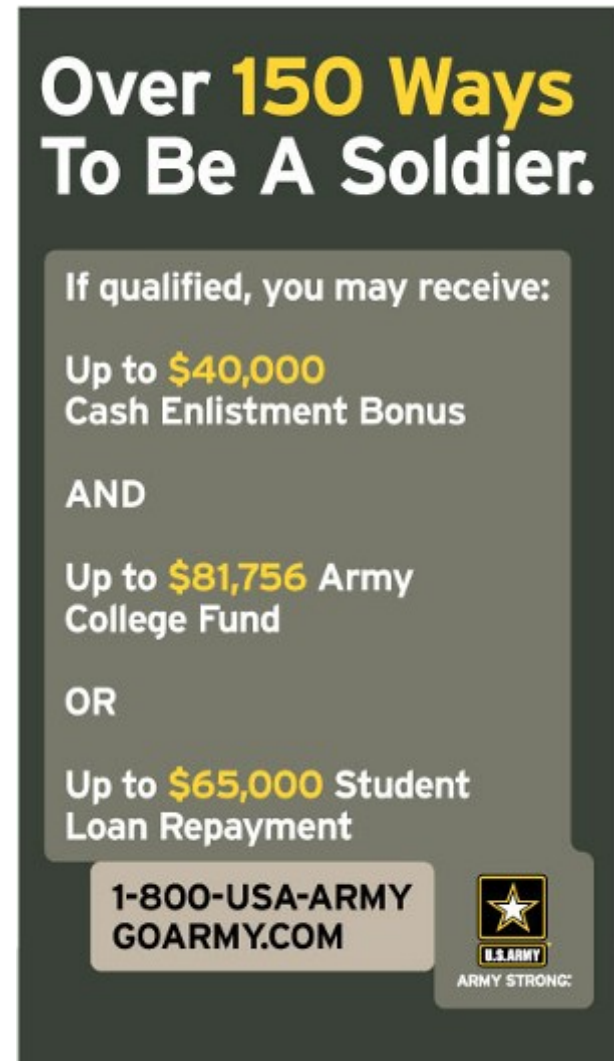 Over 150 Ways
To Be A Soldier.
If qualified, you may receive:
Up to $40,000
Cash Enlistment Bonus
AND
Up to $81,756 Army
College Fund
OR
Up to $65,000 Student
Loan Repayment
1-800-USA-ARMY
GOARMY.COM
U.S.ARMY
ARMY STRONG.